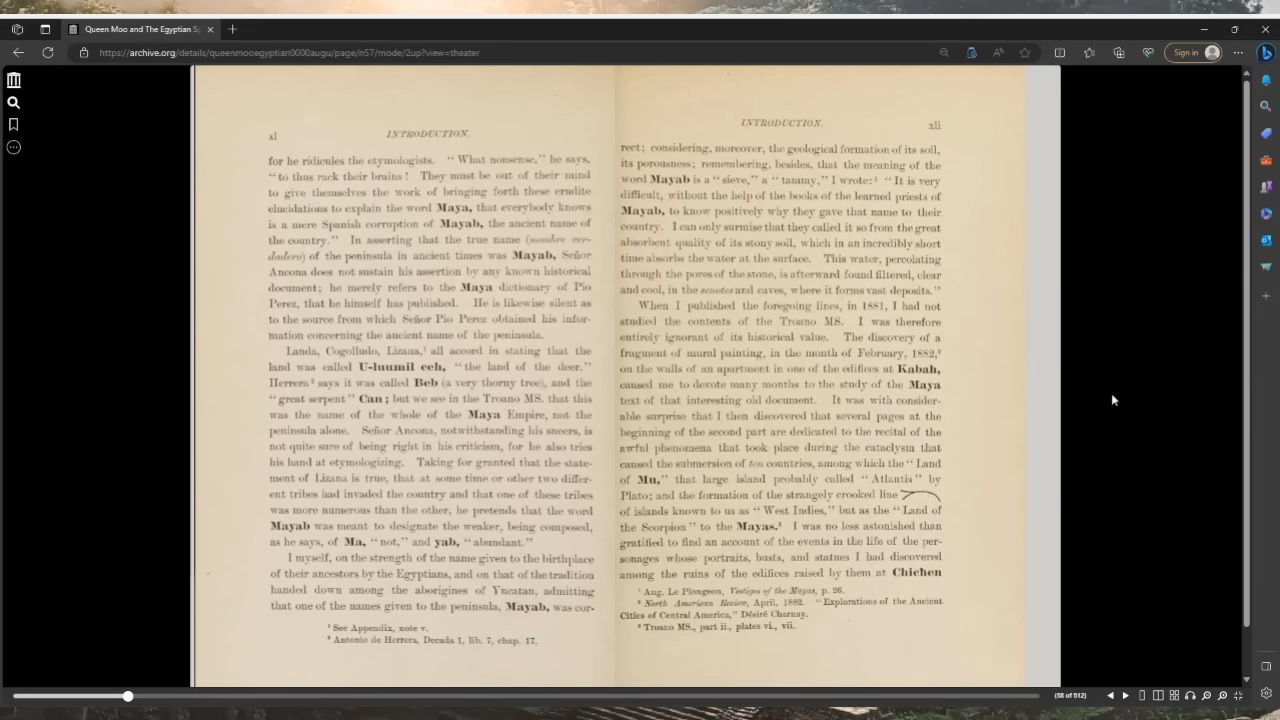 Queen Moo and The Egyptian S
https://archive.org/details/queenmooegyptian0000augu/page/n57/mode/2up?view=theater
Sign in
xl INTRODUCTION.
for he ridicules the etymologists. "What nonsense," he says,
"to thus rack their brains! They must be out of their mind
to give themselves the work of bringing forth these erudite
elucidations to explain the word Maya, that everybody knows
is a mere Spanish corruption of Mayab, the ancient name of
the country." In asserting that the true name (nombre ver-
dadero) of the peninsula in ancient times was Mayab, Señor
Ancona does not sustain his assertion by any known historical
document; he merely refers to the Maya dictionary of Pio
Perez, that he himself has published. He is likewise silent as
to the source from which Señor Pio Perez obtained his infor-
mation concerning the ancient name of the peninsula.
Landa, Cogolludo, Lizana,¹ all accord in stating that the
land was called U-luumil ceh, "the land of the deer."
Herrera² says it was called Beb (a very thorny tree), and the
"great serpent" Can; but we see in the Troano MS. that this
was the name of the whole of the Maya Empire, not the
peninsula alone. Señor Ancona, notwithstanding his sneers, is
not quite sure of being right in his criticism, for he also tries
his hand at etymologizing. Taking for granted that the state-
ment of Lizana is true, that at some time or other two differ-
ent tribes had invaded the country and that one of these tribes
was more numerous than the other, he pretends that the word
Mayab was meant to designate the weaker, being composed,
as he says, of Ma, "not," and yab, "abundant."
I myself, on the strength of the name given to the birthplace
of their ancestors by the Egyptians, and on that of the tradition
handed down among the aborigines of Yucatan, admitting
that one of the names given to the peninsula, Mayab, was cor-
¹ See Appendix, note v.
² Antonio de Herrera, Decada 1, lib. 7, chap. 17.
INTRODUCTION. xli
rect; considering, moreover, the geological formation of its soil,
its porousness; remembering, besides, that the meaning of the
word Mayab is a "sieve," a "tammy," I wrote:¹ "It is very
difficult, without the help of the books of the learned priests of
Mayab, to know positively why they gave that name to their
country. I can only surmise that they called it so from the great
absorbent quality of its stony soil, which in an incredibly short
time absorbs the water at the surface. This water, percolating
through the pores of the stone, is afterward found filtered, clear
and cool, in the senotes and caves, where it forms vast deposits."
When I published the foregoing lines, in 1881, I had not
studied the contents of the Troano MS. I was therefore
entirely ignorant of its historical value. The discovery of a
fragment of mural painting, in the month of February, 1882,²
on the walls of an apartment in one of the edifices at Kabah,
caused me to devote many months to the study of the Maya
text of that interesting old document. It was with consider-
able surprise that I then discovered that several pages at the
beginning of the second part are dedicated to the recital of the
awful phenomena that took place during the cataclysm that
caused the submersion of ten countries, among which the "Land
of Mu," that large island probably called "Atlantis" by
Plato; and the formation of the strangely crooked line
of islands known to us as "West Indies," but as the "Land of
the Scorpion" to the Mayas.³ I was no less astonished than
gratified to find an account of the events in the life of the per-
sonages whose portraits, busts, and statues I had discovered
among the ruins of the edifices raised by them at Chichen
¹ Aug. Le Plongeon, Vestiges of the Mayas, p. 26.
² North American Review, April, 1882. "Explorations of the Ancient
Cities of Central America," Désiré Charnay.
³ Troano MS., part ii., plates vi., vii.
(58 of 512)